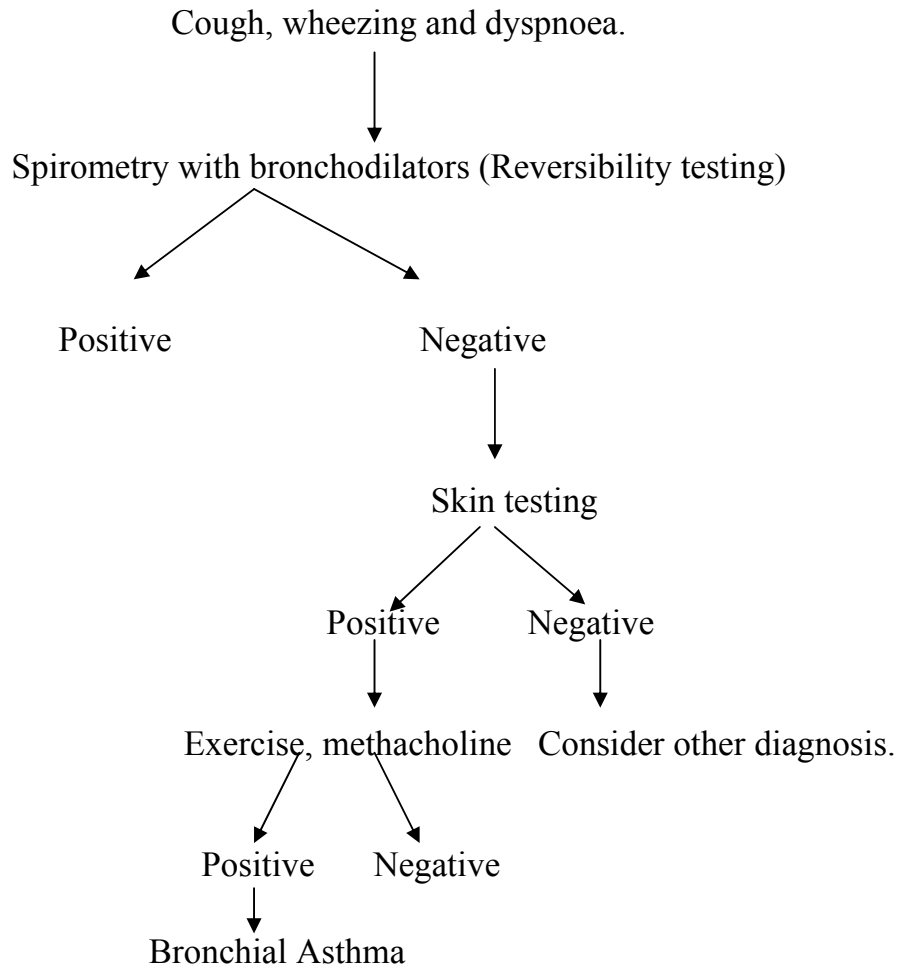 Cough, wheezing and dyspnoea.
Spirometry with bronchodilators (Reversibility testing)
Positive
Negative
Skin testing
Positive
Negative
Exercise, methacholine
Consider other diagnosis.
Positive
Negative
Bronchial Asthma